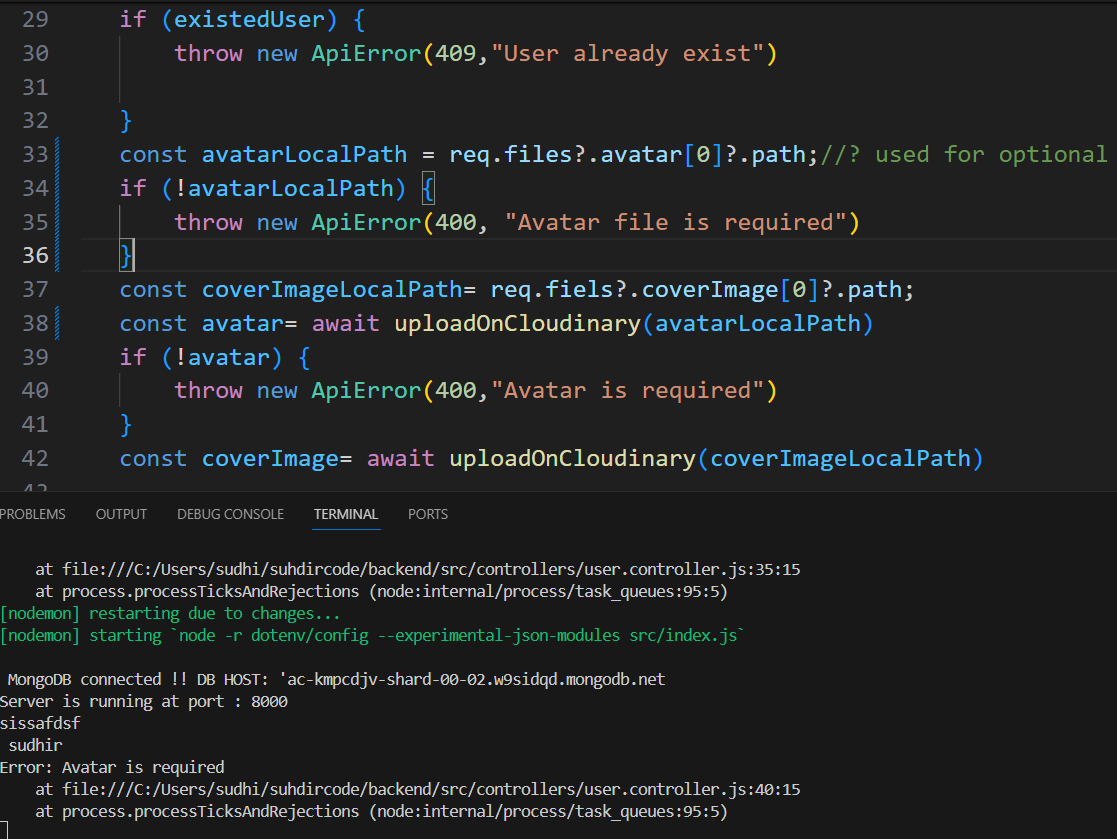 29 if (existedUser) {
30 throw new ApiError(409,"User already exist")
31
32 }
33 const avatarLocalPath = req.files?.avatar[0]?.path;//? used for optional
34 if (!avatarLocalPath) {
35 throw new ApiError(400, "Avatar file is required")
36 }
37 const coverImageLocalPath= req.fiels?.coverImage[0]?.path;
38 const avatar= await uploadOnCloudinary(avatarLocalPath)
39 if (!avatar) {
40 throw new ApiError(400,"Avatar is required")
41 }
42 const coverImage= await uploadOnCloudinary(coverImageLocalPath)
PROBLEMS OUTPUT DEBUG CONSOLE TERMINAL PORTS
at file:///C:/Users/sudhi/suhdircode/backend/src/controllers/user.controller.js:35:15
at process.processTicksAndRejections (node:internal/process/task_queues:95:5)
[nodemon] restarting due to changes...
[nodemon] starting `node -r dotenv/config --experimental-json-modules src/index.js`
MongoDB connected !! DB HOST: 'ac-kmpcdjv-shard-00-02.w9sidqd.mongodb.net
Server is running at port : 8000
sissafdsf
sudhir
Error: Avatar is required
at file:///C:/Users/sudhi/suhdircode/backend/src/controllers/user.controller.js:40:15
at process.processTicksAndRejections (node:internal/process/task_queues:95:5)